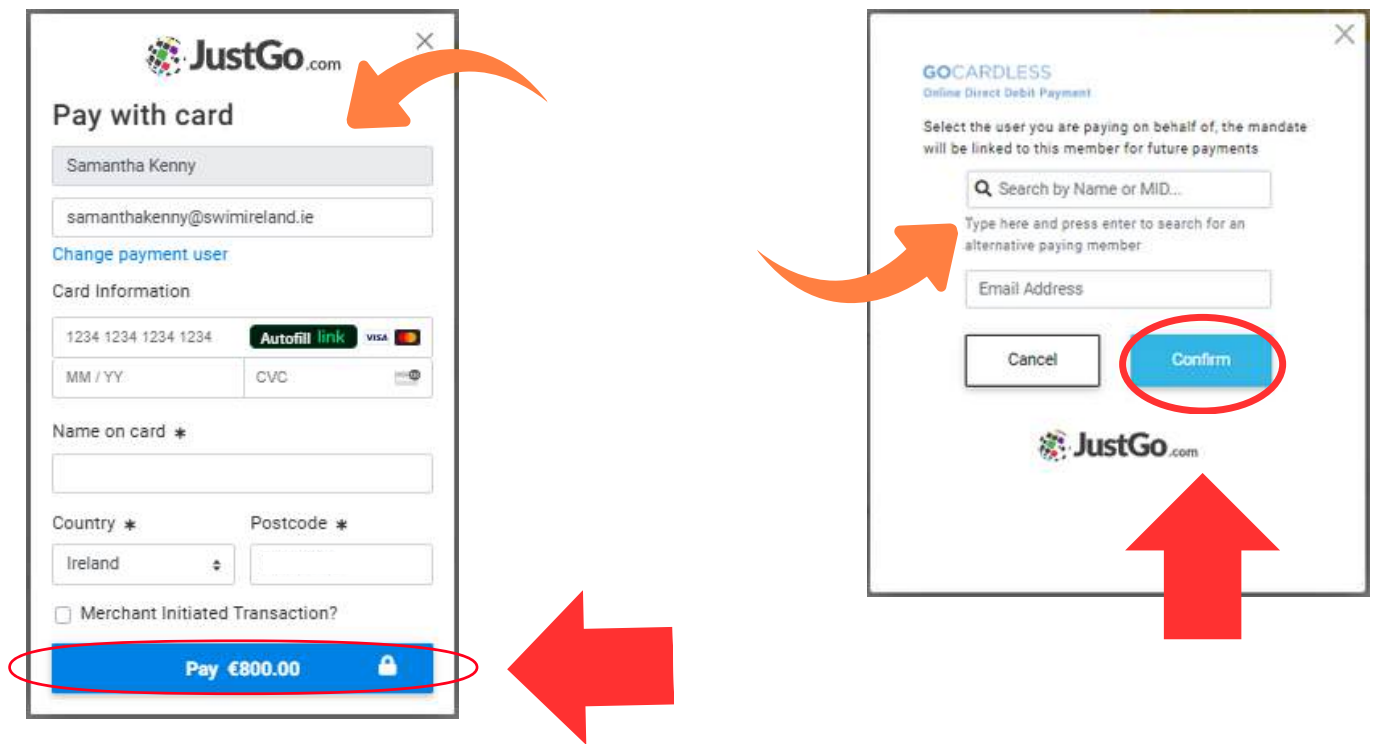 JustGo.com
Pay with card
Samantha Kenny
samanthakenny@swimireland.ie
Change payment user
Card Information
1234 1234 1234 1234 Autofill link VISA
MM / YY CVC
Name on card *
Country * Postcode *
Ireland
Merchant Initiated Transaction?
Pay €800.00
GOCARDLESS
Online Direct Debit Payment
Select the user you are paying on behalf of, the mandate
will be linked to this member for future payments
Search by Name or MID...
Type here and press enter to search for an
alternative paying member
Email Address
Cancel Confirm
JustGo.com